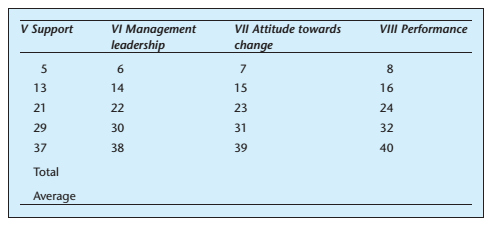 V Support VI Management leadership VII Attitude towards change VIII Performance
5 6 7 8
13 14 15 16
21 22 23 24
29 30 31 32
37 38 39 40
Total
Average